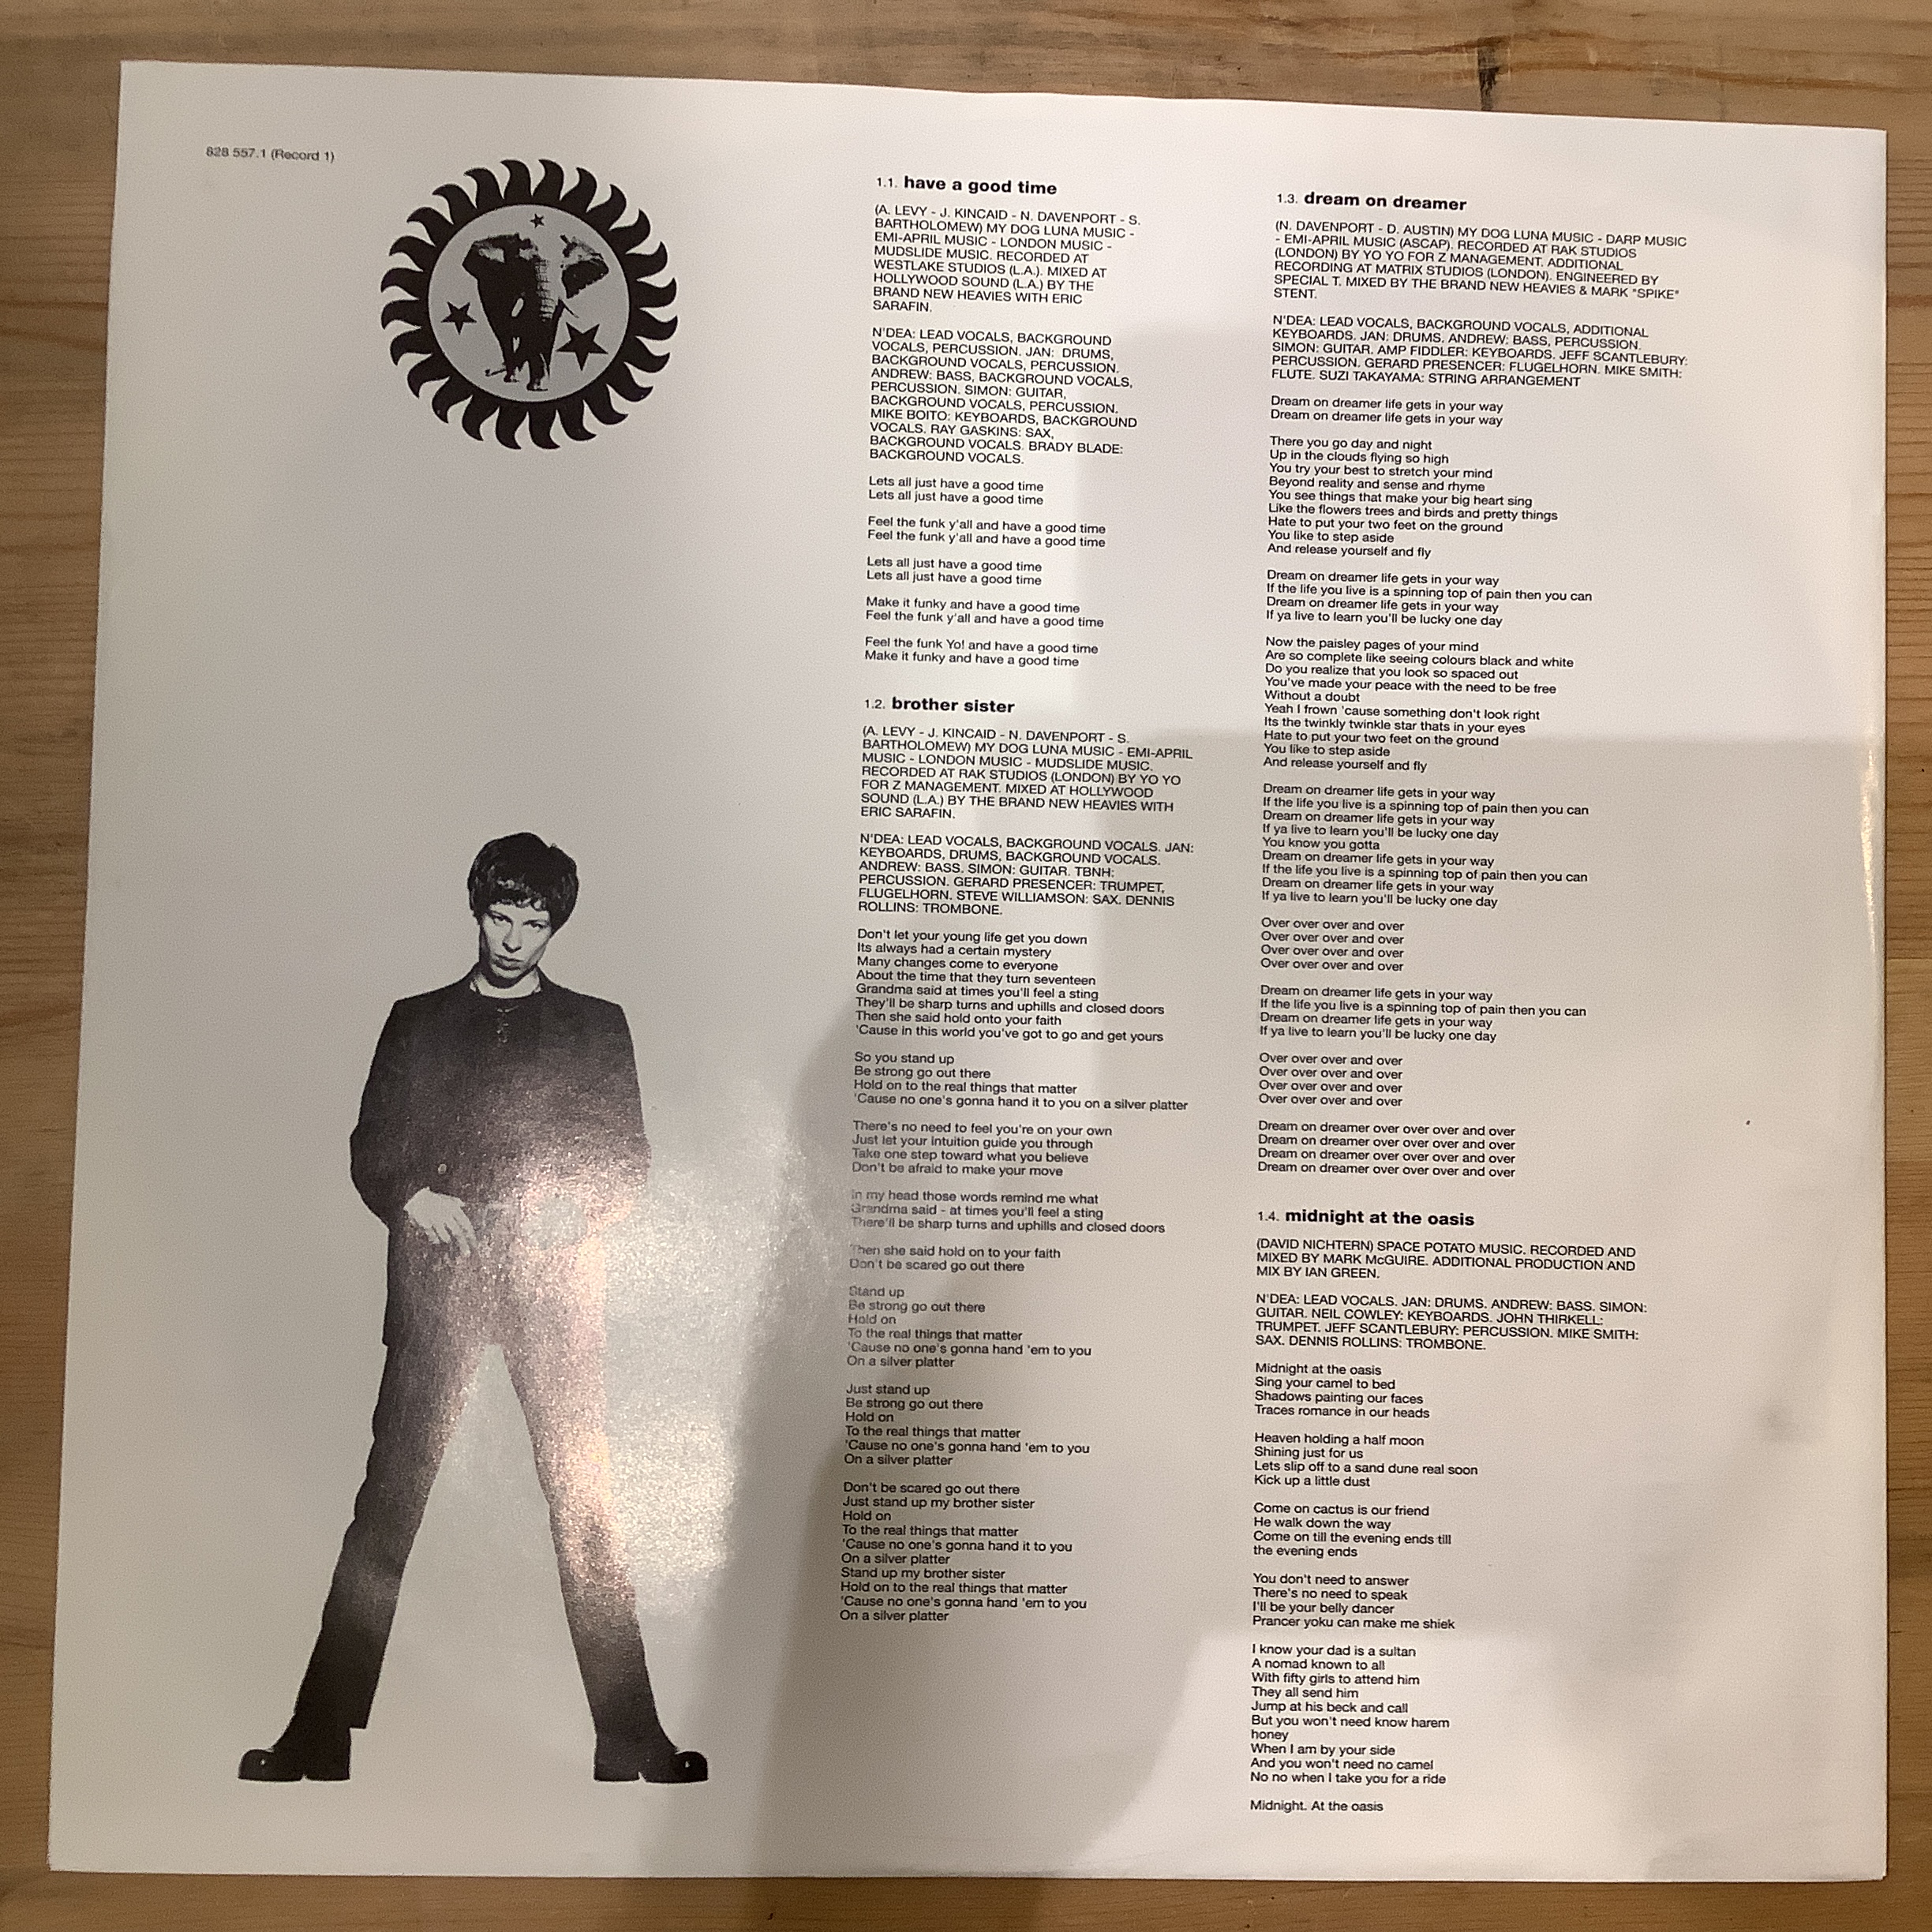 828 557.1 (Record 1)
1.1. have a good time
(A. LEVY - J. KINCAID - N. DAVENPORT - S.
BARTHOLOMEW) MY DOG LUNA MUSIC -
EMI-APRIL MUSIC - LONDON MUSIC -
MUDSLIDE MUSIC. RECORDED AT
WESTLAKE STUDIOS (L.A.). MIXED AT
HOLLYWOOD SOUND (L.A.) BY THE
BRAND NEW HEAVIES WITH ERIC
SARAFIN.
N'DEA: LEAD VOCALS, BACKGROUND
VOCALS, PERCUSSION. JAN: DRUMS,
BACKGROUND VOCALS, PERCUSSION.
ANDREW: BASS, BACKGROUND VOCALS,
PERCUSSION. SIMON: GUITAR,
BACKGROUND VOCALS, PERCUSSION.
MIKE BOITO: KEYBOARDS, BACKGROUND
VOCALS. RAY GASKINS: SAX,
BACKGROUND VOCALS. BRADY BLADE:
BACKGROUND VOCALS.
Lets all just have a good time
Lets all just have a good time
Feel the funk y'all and have a good time
Feel the funk y'all and have a good time
Lets all just have a good time
Lets all just have a good time
Make it funky and have a good time
Feel the funk y'all and have a good time
Feel the funk Yo! and have a good time
Make it funky and have a good time
1.2. brother sister
(A. LEVY - J. KINCAID - N. DAVENPORT - S.
BARTHOLOMEW) MY DOG LUNA MUSIC - EMI-APRIL
MUSIC - LONDON MUSIC - MUDSLIDE MUSIC.
RECORDED AT RAK STUDIOS (LONDON) BY YO YO
FOR Z MANAGEMENT. MIXED AT HOLLYWOOD
SOUND (L.A.) BY THE BRAND NEW HEAVIES WITH
ERIC SARAFIN.
N'DEA: LEAD VOCALS, BACKGROUND VOCALS. JAN:
KEYBOARDS, DRUMS, BACKGROUND VOCALS.
ANDREW: BASS. SIMON: GUITAR. TBNH:
PERCUSSION. GERARD PRESENCER: TRUMPET,
FLUGELHORN. STEVE WILLIAMSON: SAX. DENNIS
ROLLINS: TROMBONE.
Don't let your young life get you down
Its always had a certain mystery
Many changes come to everyone
About the time that they turn seventeen
Grandma said at times you'll feel a sting
They'll be sharp turns and uphills and closed doors
Then she said hold onto your faith
'Cause in this world you've got to go and get yours
So you stand up
Be strong go out there
Hold on to the real things that matter
'Cause no one's gonna hand it to you on a silver platter
There's no need to feel you're on your own
Just let your intuition guide you through
Take one step toward what you believe
Don't be afraid to make your move
In my head those words remind me what
Grandma said - at times you'll feel a sting
There'll be sharp turns and uphills and closed doors
Then she said hold on to your faith
Don't be scared go out there
Stand up
Be strong go out there
Hold on
To the real things that matter
'Cause no one's gonna hand 'em to you
On a silver platter
Just stand up
Be strong go out there
Hold on
To the real things that matter
'Cause no one's gonna hand 'em to you
On a silver platter
Don't be scared go out there
Just stand up my brother sister
Hold on
To the real things that matter
'Cause no one's gonna hand it to you
On a silver platter
Stand up my brother sister
Hold on to the real things that matter
'Cause no one's gonna hand 'em to you
On a silver platter
1.3. dream on dreamer
(N. DAVENPORT - D. AUSTIN) MY DOG LUNA MUSIC - DARP MUSIC
- EMI-APRIL MUSIC (ASCAP). RECORDED AT RAK STUDIOS
(LONDON) BY YO YO FOR Z MANAGEMENT. ADDITIONAL
RECORDING AT MATRIX STUDIOS (LONDON). ENGINEERED BY
SPECIAL T. MIXED BY THE BRAND NEW HEAVIES & MARK "SPIKE"
STENT.
N'DEA: LEAD VOCALS, BACKGROUND VOCALS, ADDITIONAL
KEYBOARDS. JAN: DRUMS. ANDREW: BASS, PERCUSSION.
SIMON: GUITAR. AMP FIDDLER: KEYBOARDS. JEFF SCANTLEBURY:
PERCUSSION. GERARD PRESENCER: FLUGELHORN. MIKE SMITH:
FLUTE. SUZI TAKAYAMA: STRING ARRANGEMENT
Dream on dreamer life gets in your way
Dream on dreamer life gets in your way
There you go day and night
Up in the clouds flying so high
You try your best to stretch your mind
Beyond reality and sense and rhyme
You see things that make your big heart sing
Like the flowers trees and birds and pretty things
Hate to put your two feet on the ground
You like to step aside
And release yourself and fly
Dream on dreamer life gets in your way
If the life you live is a spinning top of pain then you can
Dream on dreamer life gets in your way
If ya live to learn you'll be lucky one day
Now the paisley pages of your mind
Are so complete like seeing colours black and white
Do you realize that you look so spaced out
You've made your peace with the need to be free
Without a doubt
Yeah I frown 'cause something don't look right
Its the twinkly twinkle star thats in your eyes
Hate to put your two feet on the ground
You like to step aside
And release yourself and fly
Dream on dreamer life gets in your way
If the life you live is a spinning top of pain then you can
Dream on dreamer life gets in your way
If ya live to learn you'll be lucky one day
You know you gotta
Dream on dreamer life gets in your way
If the life you live is a spinning top of pain then you can
Dream on dreamer life gets in your way
If ya live to learn you'll be lucky one day
Over over over and over
Over over over and over
Over over over and over
Over over over and over
Dream on dreamer life gets in your way
If the life you live is a spinning top of pain then you can
Dream on dreamer life gets in your way
If ya live to learn you'll be lucky one day
Over over over and over
Over over over and over
Over over over and over
Over over over and over
Dream on dreamer over over over and over
Dream on dreamer over over over and over
Dream on dreamer over over over and over
Dream on dreamer over over over and over
1.4. midnight at the oasis
(DAVID NICHTERN) SPACE POTATO MUSIC. RECORDED AND
MIXED BY MARK McGUIRE. ADDITIONAL PRODUCTION AND
MIX BY IAN GREEN.
N'DEA: LEAD VOCALS. JAN: DRUMS. ANDREW: BASS. SIMON:
GUITAR. NEIL COWLEY: KEYBOARDS. JOHN THIRKELL:
TRUMPET. JEFF SCANTLEBURY: PERCUSSION. MIKE SMITH:
SAX. DENNIS ROLLINS: TROMBONE.
Midnight at the oasis
Sing your camel to bed
Shadows painting our faces
Traces romance in our heads
Heaven holding a half moon
Shining just for us
Lets slip off to a sand dune real soon
Kick up a little dust
Come on cactus is our friend
He walk down the way
Come on till the evening ends till
the evening ends
You don't need to answer
There's no need to speak
I'll be your belly dancer
Prancer yoku can make me shiek
I know your dad is a sultan
A nomad known to all
With fifty girls to attend him
They all send him
Jump at his beck and call
But you won't need know harem
honey
When I am by your side
And you won't need no camel
No no when I take you for a ride
Midnight. At the oasis